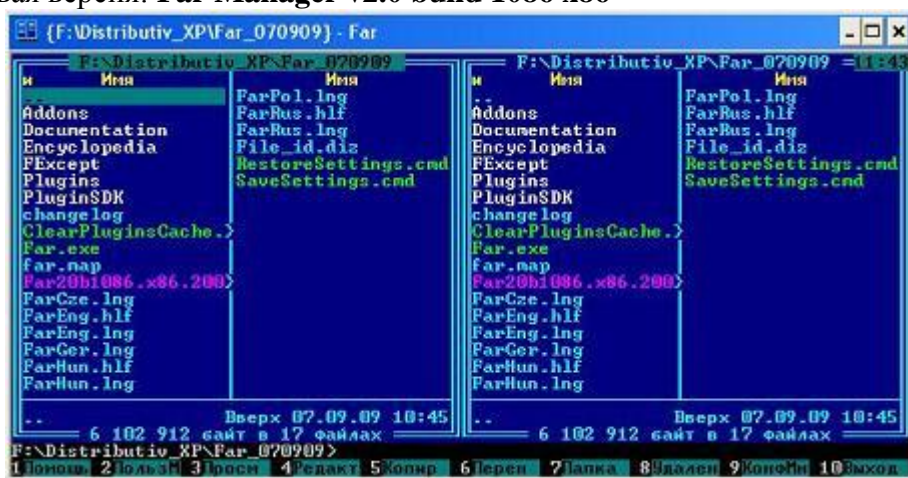 вая версия: Far Manager v2.0 build 1086 x86
{F:\Distributiv_XP\Far_070909} - Far
F:\Distributiv_XP\Far_070909
и Имя Имя
..
Addons
Documentation
Encyclopedia
FExcept
Plugins
PluginSDK
changelog
ClearPluginsCache.}
Far.exe
far.map
Far20b1086.x86.200}
FarCze.lng
FarEng.hlf
FarEng.lng
FarGer.lng
FarHun.hlf
FarHun.lng
FarPol.lng
FarRus.hlf
FarRus.lng
File_id.diz
RestoreSettings.cmd
SaveSettings.cmd
.. Вверх 07.09.09 10:45
6 102 912 байт в 17 файлах
F:\Distributiv_XP\Far_070909 11:43
и Имя Имя
..
Addons
Documentation
Encyclopedia
FExcept
Plugins
PluginSDK
changelog
ClearPluginsCache.}
Far.exe
far.map
Far20b1086.x86.200}
FarCze.lng
FarEng.hlf
FarEng.lng
FarGer.lng
FarHun.hlf
FarHun.lng
FarPol.lng
FarRus.hlf
FarRus.lng
File_id.diz
RestoreSettings.cmd
SaveSettings.cmd
.. Вверх 07.09.09 10:45
6 102 912 байт в 17 файлах
F:\Distributiv_XP\Far_070909>
1Помощь 2ПользМ 3Просм 4Редакт 5Копир 6Перен 7Папка 8Удален 9КонфМн 10Выход